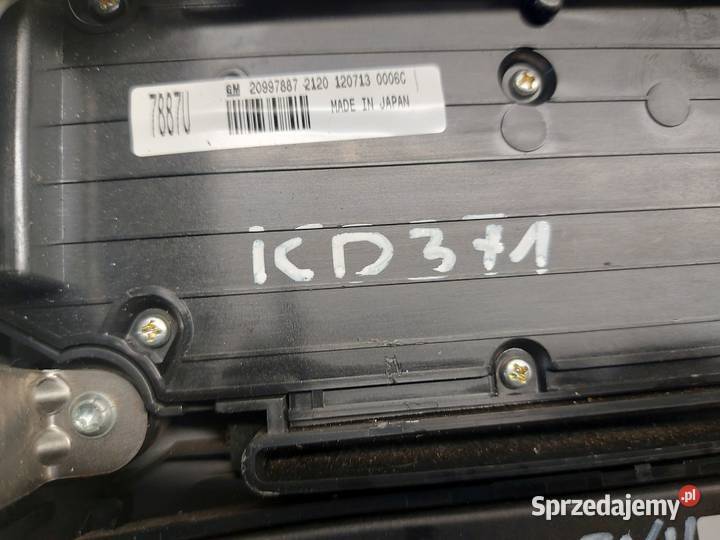 7887U
GM 20997887 2120 120713 0006C
MADE IN JAPAN
KD371
Sprzedajemy.pl